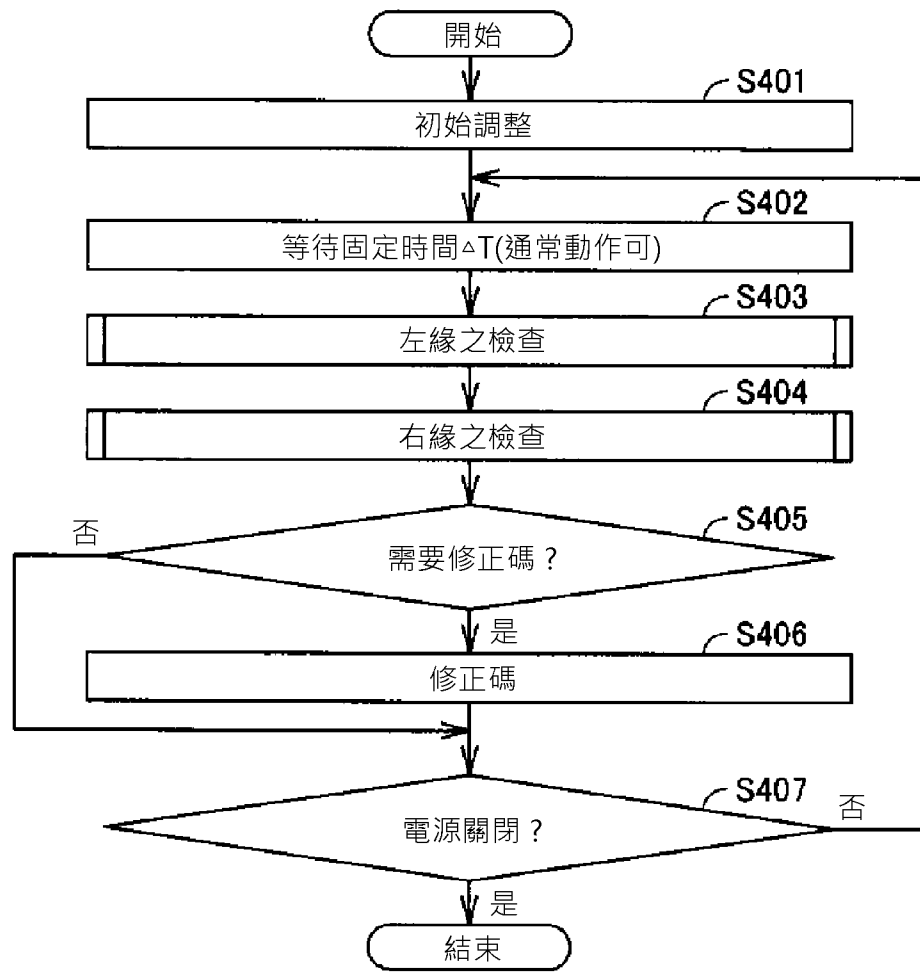 開始
S401
初始調整
S402
等待固定時間△T(通常動作可)
S403
左緣之檢查
S404
右緣之檢查
S405
否
需要修正碼？
是
S406
修正碼
S407
電源關閉？
否
是
結束